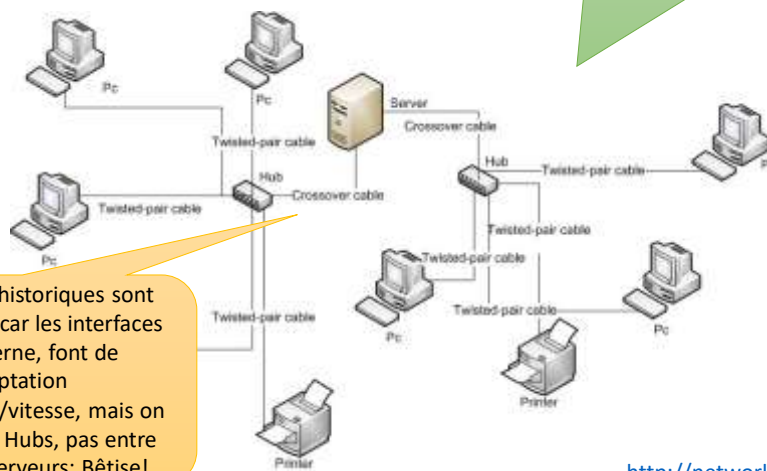 Pc
Pc
Server
Crossover cable
Twisted-pair cable
Hub
Hub
Twisted-pair cable
P
Crossover cable
Twisted-pair cable
Twisted-pair cable
Pc
Twisted-pair cable
historiques sont
car les interfaces
erne, font de
ptation
/vitesse, mais on
Hubs, pas entre
erveurs: Bêtise!
Twisted-pair cable
Twisted-pair cable
Pc
Printer
Printer
http://network